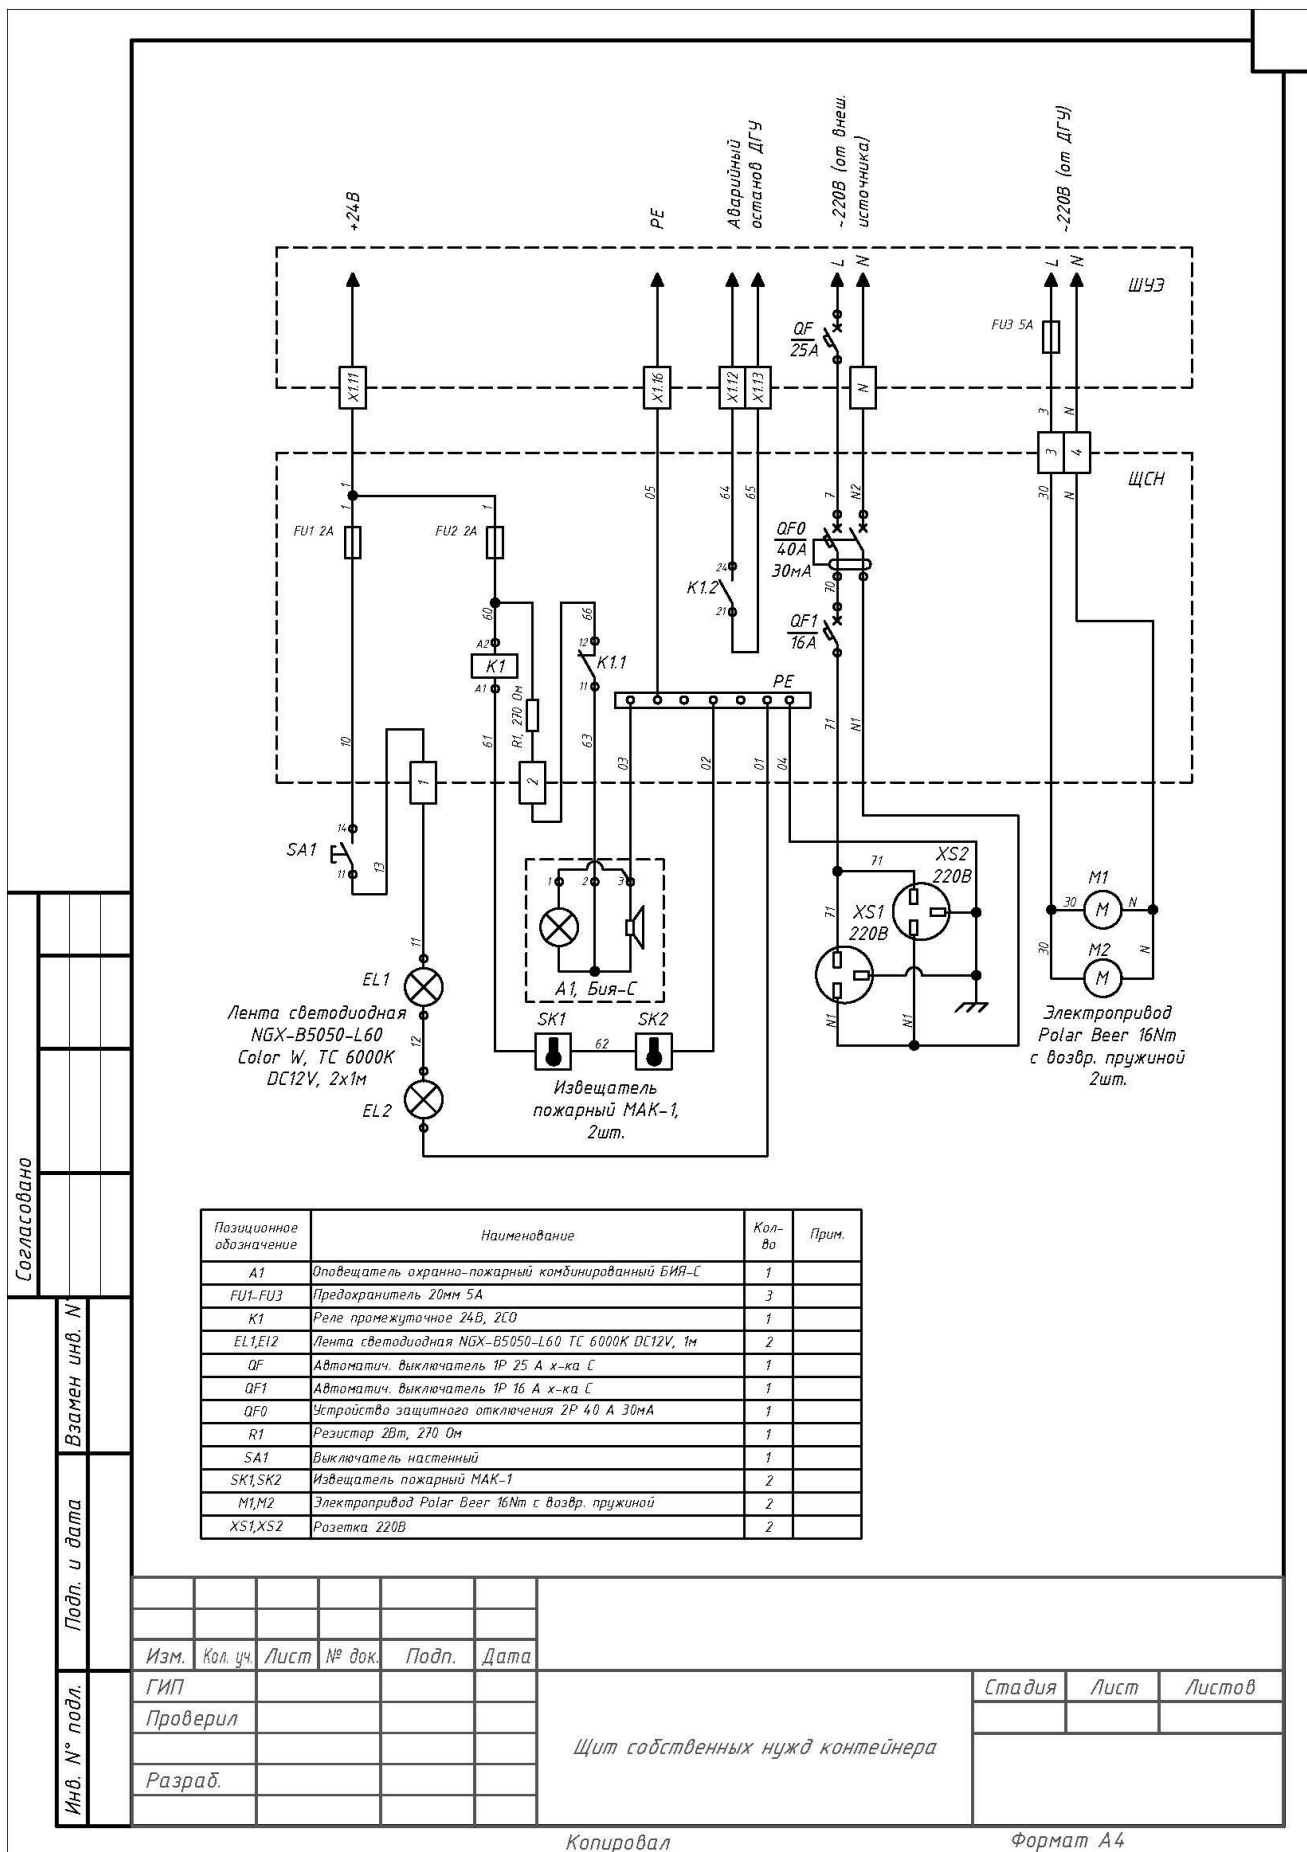 +24В
PE
Аварийный
останов ДГУ
~220В (от внеш.
источника)
~220В (от ДГУ)
L
N
L
N
ШУЭ
QF
25А
FU3 5А
X1.11
X1.16
X1.12
X1.13
N
3
N
3
4
ЩСН
1
1
1
05
64
65
7
N2
30
N
FU1 2А
FU2 2А
QF0
40А
30мА
24
K1.2
21
70
QF1
16А
60
66
A2
K1
A1
12
K1.1
11
PE
R1, 270 Ом
10
61
63
03
02
01
04
71
N1
1
2
14
SA1
11
13
1
2
3
71
XS2
220В
71
XS1
220В
M1
30
M
N
30
N
M2
M
11
EL1
А1, Бия-С
Лента светодиодная
NGX-B5050-L60
Color W, TC 6000K
DC12V, 2x1м
12
EL2
SK1
62
SK2
Извещатель
пожарный МАК-1,
2шт.
N1
N1
Электропривод
Polar Beer 16Nm
с возвр. пружиной
2шт.
Позиционное
обозначение
Наименование
Кол-
во
Прим.
А1 Оповещатель охранно-пожарный комбинированный БИЯ-С 1
FU1-FU3 Предохранитель 20мм 5А 3
K1 Реле промежуточное 24В, 2СО 1
EL1,El2 Лента светодиодная NGX-B5050-L60 TC 6000K DC12V, 1м 2
QF Автоматич. выключатель 1Р 25 А х-ка С 1
QF1 Автоматич. выключатель 1Р 16 А х-ка С 1
QF0 Устройство защитного отключения 2Р 40 А 30мА 1
R1 Резистор 2Вт, 270 Ом 1
SA1 Выключатель настенный 1
SK1,SK2 Извещатель пожарный МАК-1 2
M1,M2 Электропривод Polar Beer 16Nm с возвр. пружиной 2
XS1,XS2 Розетка 220В 2
Согласовано
Взамен инв. N°
Подп. и дата
Инв. N° подл.
Изм. Кол. уч. Лист № док. Подп. Дата
ГИП
Проверил
Разраб.
Щит собственных нужд контейнера
Стадия Лист Листов
Копировал
Формат А4